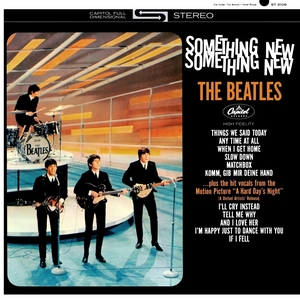 CAPITOL FULL DIMENSIONAL
STEREO
ST 2108
SOMETHING NEW
SOMETHING NEW
THE BEATLES
Capitol
HIGH FIDELITY
THINGS WE SAID TODAY
ANY TIME AT ALL
WHEN I GET HOME
SLOW DOWN
MATCHBOX
KOMM, GIB MIR DEINE HAND
...plus the hit vocals from the
Motion Picture "A Hard Day's Night"
(A United Artists' Release)
I'LL CRY INSTEAD
TELL ME WHY
AND I LOVE HER
I'M HAPPY JUST TO DANCE WITH YOU
IF I FELL
THE
BEATLES